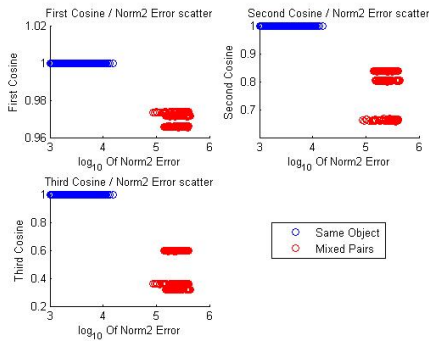 First Cosine / Norm2 Error scatter
1.02
1
0.98
0.96
First Cosine
3 4 5 6
log10 Of Norm2 Error
Second Cosine / Norm2 Error scatter
1
0.9
0.8
0.7
Second Cosine
3 4 5 6
log10 Of Norm2 Error
Third Cosine / Norm2 Error scatter
1
0.8
0.6
0.4
0.2
Third Cosine
3 4 5 6
log10 Of Norm2 Error
Same Object
Mixed Pairs